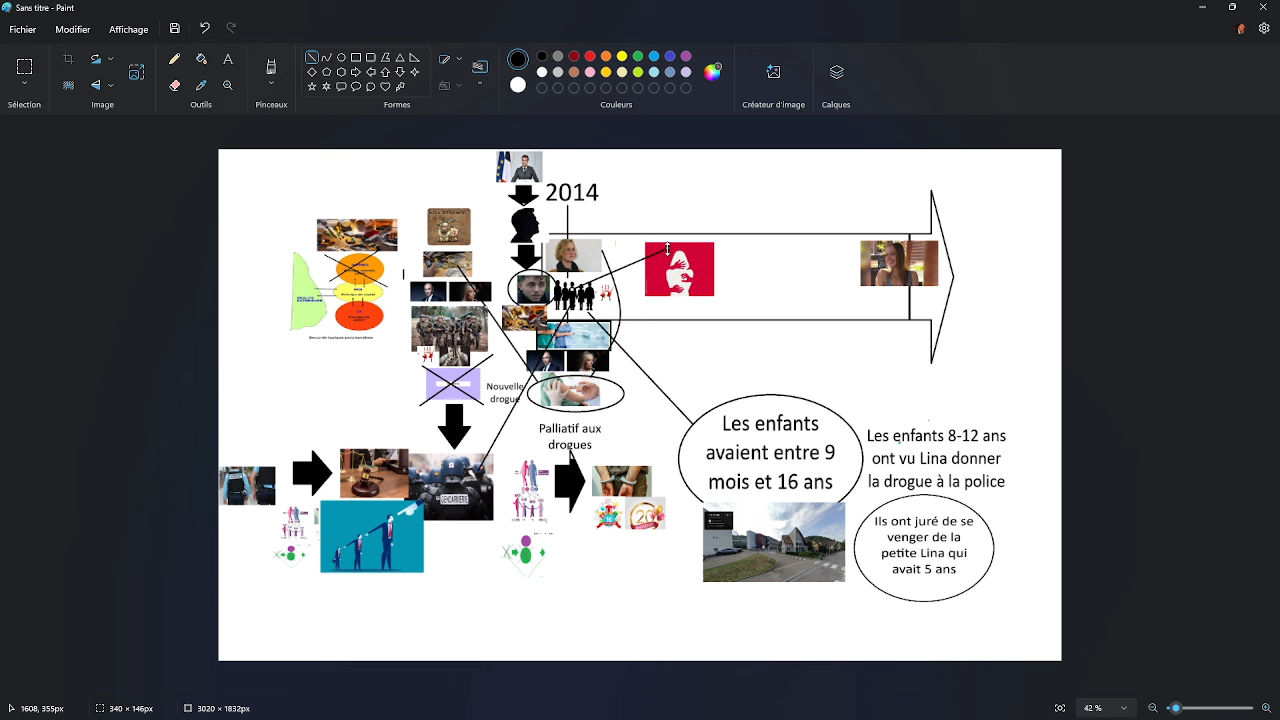 Sans titre - Paint
Fichier
Modifier
Affichage
Sélection
Image
Outils
Pinceaux
Formes
Couleurs
Créateur d'image
Calques
2014
Nouvelle
drogue
Palliatif aux
drogues
GENDARMERIE
Les enfants
avaient entre 9
mois et 16 ans
Les enfants 8-12 ans
ont vu Lina donner
la drogue à la police
Ils ont juré de se
venger de la
petite Lina qui
avait 5 ans
1608, 355px
340 × 146px
3020 × 1832px
42 %